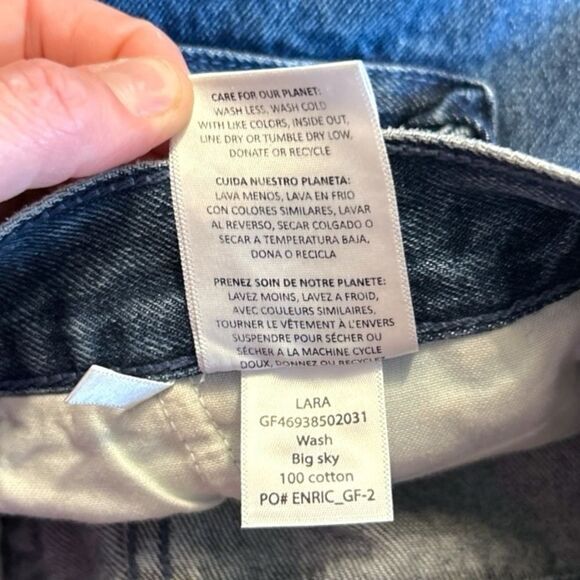 CARE FOR OUR PLANET:
WASH LESS, WASH COLD
WITH LIKE COLORS, INSIDE OUT,
LINE DRY OR TUMBLE DRY LOW,
DONATE OR RECYCLE
CUIDA NUESTRO PLANETA:
LAVA MENOS, LAVA EN FRIO
CON COLORES SIMILARES, LAVAR
AL REVERSO, SECAR COLGADO O
SECAR A TEMPERATURA BAJA,
DONA O RECICLA
PRENEZ SOIN DE NOTRE PLANETE:
LAVEZ MOINS, LAVEZ A FROID,
AVEC COULEURS SIMILAIRES,
TOURNER LE VÊTEMENT À L'ENVERS
SUSPENDRE POUR SÉCHER OU
SÉCHER A LA MACHINE CYCLE
DOUX, DONNEZ OU RECYCLEZ
LARA
GF46938502031
Wash
Big sky
100 cotton
PO# ENRIC_GF-2